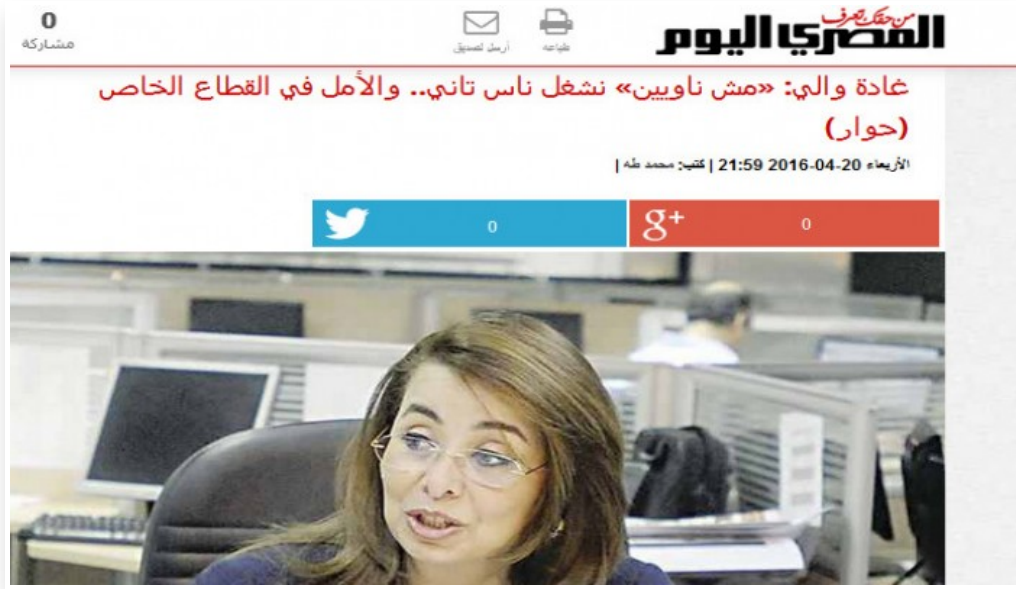 0
مشاركة
أرسل لصديق
طباعه
من حقك تعرف
المصري اليوم
غادة والي: «مش ناويين» نشغل ناس تاني.. والأمل في القطاع الخاص
(حوار)
الأربعاء 20-04-2016 21:59 | كتب: محمد طه |
0
g+ 0